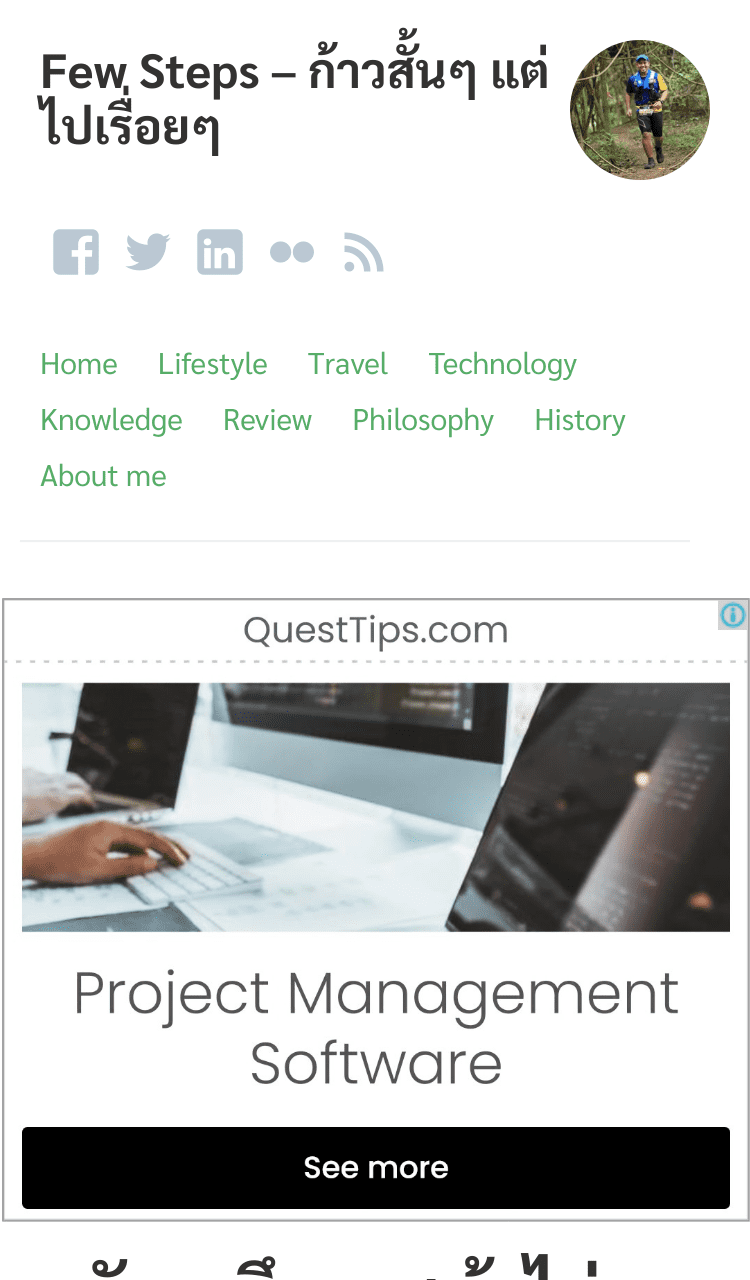 Few Steps – ก้าวสั้นๆ แต่
ไปเรื่อยๆ
Home Lifestyle Travel Technology
Knowledge Review Philosophy History
About me
QuestTips.com
Project Management
Software
See more